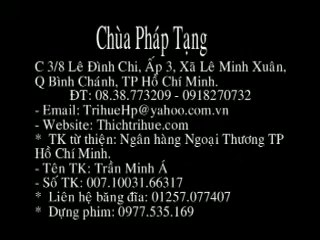 Chùa Pháp Tạng
C 3/8 Lê Đình Chi, Ấp 3, Xã Lê Minh Xuân,
Q Bình Chánh, TP Hồ Chí Minh.
ĐT: 08.38.773209 - 0918270732
- Email: TrihueHp@yahoo.com.vn
- Website: Thichtrihue.com
* TK từ thiện: Ngân hàng Ngoại Thương TP
Hồ Chí Minh.
- Tên TK: Trần Minh Á
- Số TK: 007.10031.66317
* Liên hệ băng đĩa: 01257.077407
* Dựng phim: 0977.535.169